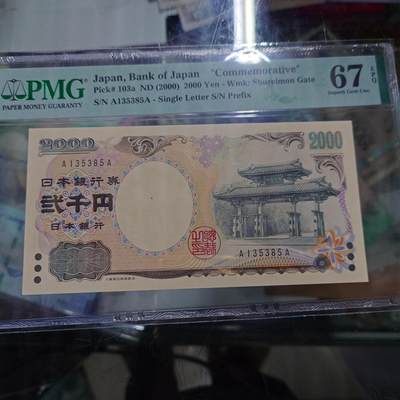 PMG
PAPER MONEY GUARANTY
Japan, Bank of Japan "Commemorative"
Pick# 103a ND (2000) 2000 Yen - Wmk: Shureimon Gate
S/N A135385A - Single Letter S/N Prefix
67 EPQ
Superb Gem Unc
2000
2000
A135385A
日本銀行券
弐千円
日本銀行
A135385A